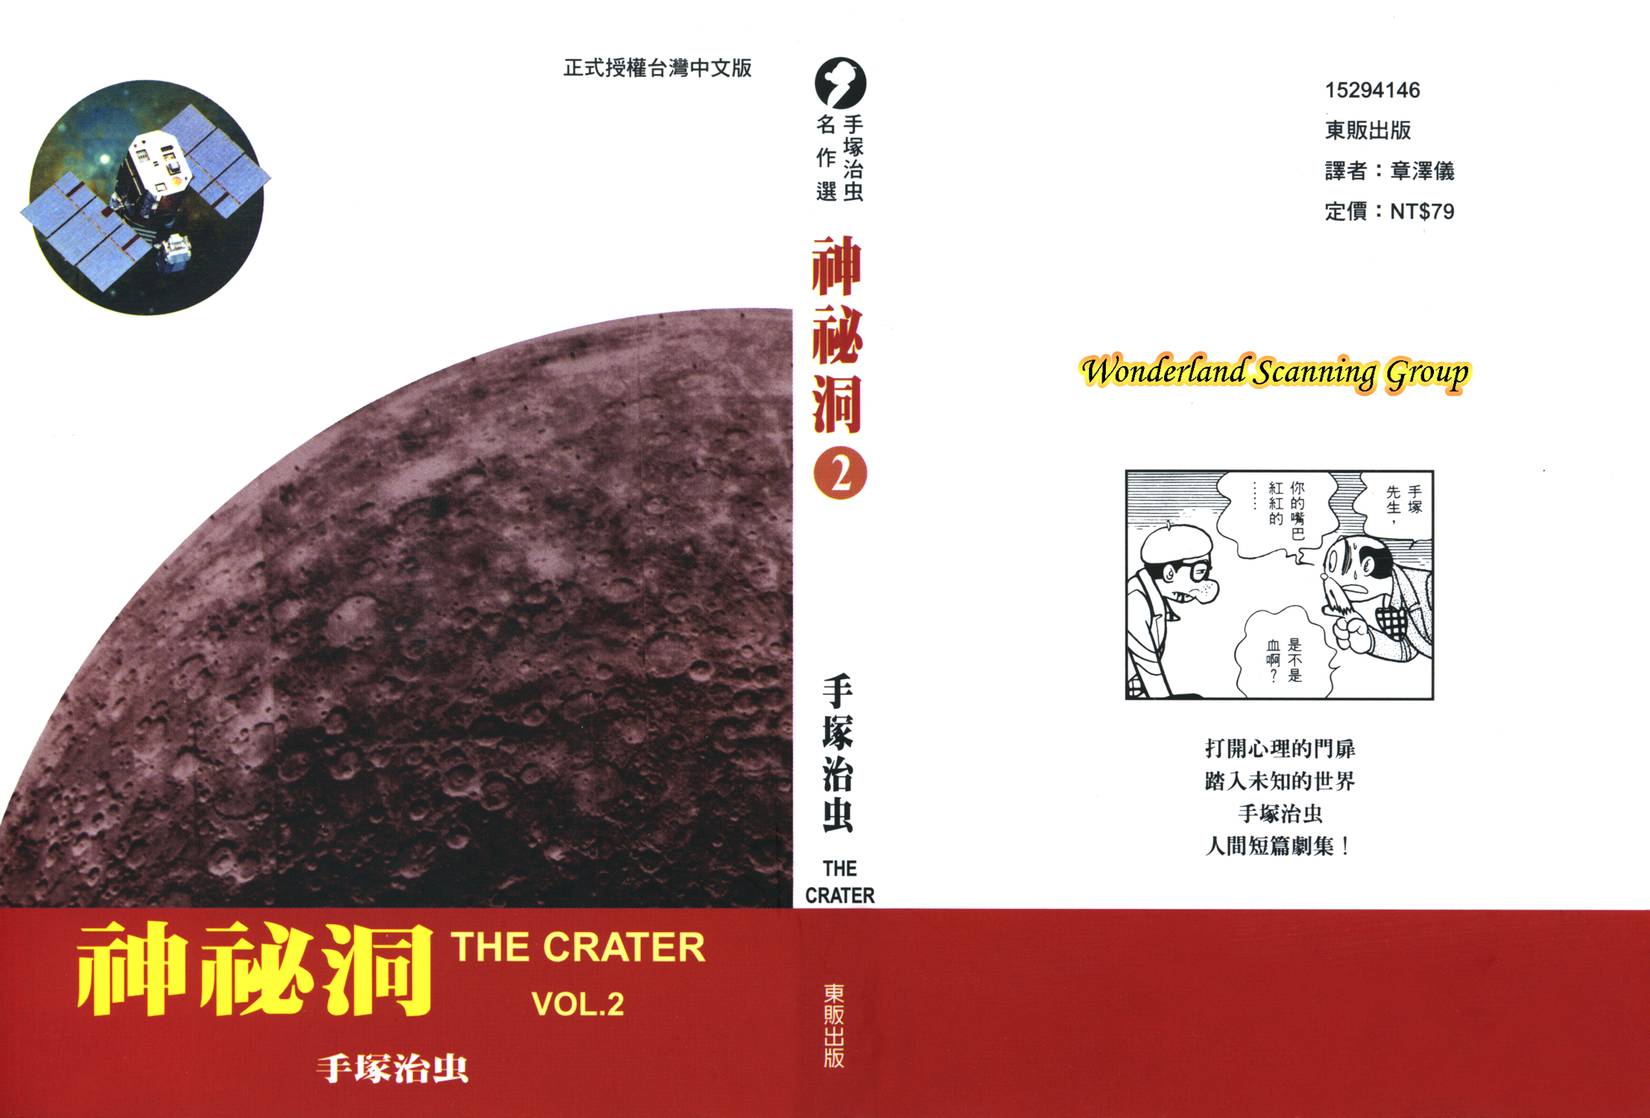 正式授權台灣中文版
神祕洞
THE CRATER
VOL.2
手塚治虫
手塚治虫
名作選
神祕洞
2
手塚治虫
THE
CRATER
東販出版
15294146
東販出版
譯者：章澤儀
定價：NT$79
Wonderland Scanning Group
手塚
先生，
你的嘴巴
紅紅的
……
是不是
血啊？
打開心理的門扉
踏入未知的世界
手塚治虫
人間短篇劇集！